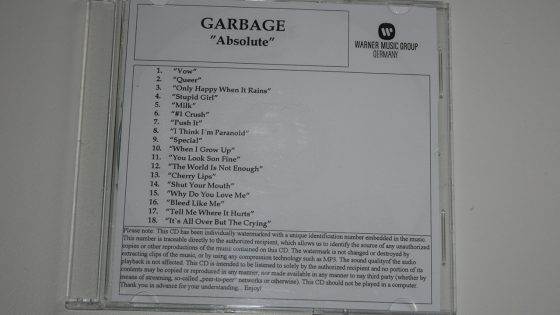 GARBAGE
"Absolute"
WARNER MUSIC GROUP
GERMANY
1. "Vow"
2. "Queer"
3. "Only Happy When It Rains"
4. "Stupid Girl"
5. "Milk"
6. "#1 Crush"
7. "Push It"
8. "I Think I´m Paranoid"
9. "Special"
10. "When I Grow Up"
11. "You Look Son Fine"
12. "The World Is Not Enough"
13. "Cherry Lips"
14. "Shut Your Mouth"
15. "Why Do You Love Me"
16. "Bleed Like Me"
17. "Tell Me Where It Hurts"
18. "It´s All Over But The Crying"
Please note: This CD has been individually watermarked with a unique identification number embedded in the music.
This number is traceable directly to the authorized recipient, which allows us to identify the source of any unauthorized
copies or other reproductions of the music contained on this CD. The watermark is not changed or destroyed by
extracting clips of the music, or by using any compression technology such as MP3. The sound quality of the audio
playback is not affected. This CD is intended to be listened to solely by the authorized recipient and no portion of its
contents may be copied or reproduced in any manner, nor made available in any manner to any third party (whether by
means of streaming, so-called „peer-to-peer" networks or otherwise). This CD should not be played in a computer.
Thank you in advance for your understanding... Enjoy!